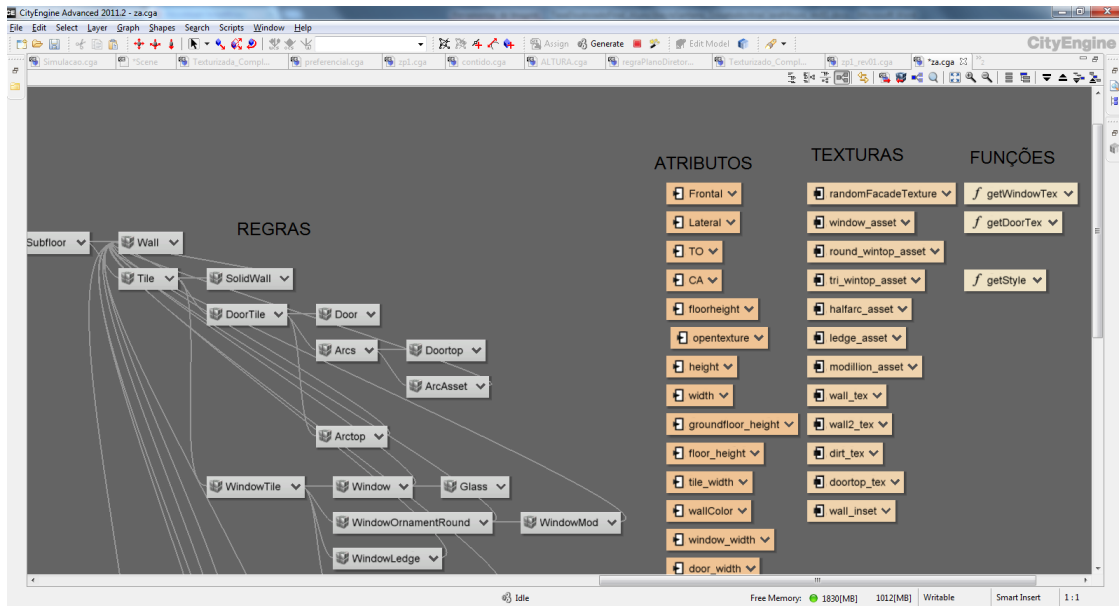 CityEngine Advanced 2011.2 - za.cga
File Edit Select Layer Graph Shapes Search Scripts Window Help
Assign Generate Edit Model CityEngine
Simulacao.cga *Scene Texturizada_Compl... preferencial.cga zp1.cga contido.cga ALTURA.cga regraPlanoDiretor... Texturizada_Compl... zp1_rev01.cga *za.cga
ATRIBUTOS TEXTURAS FUNÇÕES
Frontal randomFacadeTexture f getWindowTex
REGRAS Lateral window_asset f getDoorTex
Subfloor Wall TO round_wintop_asset
Tile SolidWall CA tri_wintop_asset f getStyle
DoorTile Door floorheight halfarc_asset
Arcs Doortop opentexture ledge_asset
height modillion_asset
ArcAsset width wall_tex
groundfloor_height wall2_tex
Arctop floor_height dirt_tex
WindowTile Window Glass tile_width doortop_tex
WindowOrnamentRound WindowMod wallColor wall_inset
WindowLedge window_width
door_width
Idle Free Memory: 1830[MB] 1012[MB] Writable Smart Insert 1:1